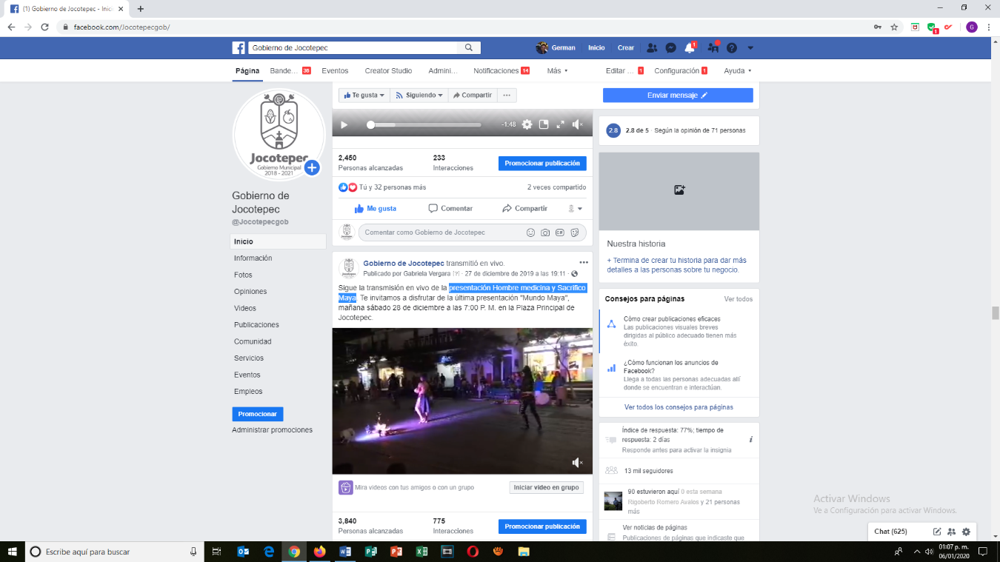 (1) Gobierno de Jocotepec - Inic
facebook.com/Jocotepecgob/
Gobierno de Jocotepec
German
Inicio
Crear
1
Página
Bande... 36
Eventos
Creator Studio
Admini...
Notificaciones 14
Más
Editar ... 1
Configuración 1
Ayuda
Jocotepec
Gobierno Municipal
2018 - 2021
Gobierno de
Jocotepec
@Jocotepecgob
Inicio
Información
Fotos
Opiniones
Videos
Publicaciones
Comunidad
Servicios
Eventos
Empleos
Promocionar
Administrar promociones
Te gusta
Siguiendo
Compartir
-1:48
2,450
Personas alcanzadas
233
Interacciones
Promocionar publicación
Tú y 32 personas más
2 veces compartido
Me gusta
Comentar
Compartir
Comentar como Gobierno de Jocotepec
Gobierno de Jocotepec transmitió en vivo.
Publicado por Gabriela Vergara [?] · 27 de diciembre de 2019 a las 19:11 ·
Sigue la transmisión en vivo de la presentación Hombre medicina y Sacrifico
Maya. Te invitamos a disfrutar de la última presentación "Mundo Maya",
mañana sábado 28 de diciembre a las 7:00 P. M. en la Plaza Principal de
Jocotepec.
Mira videos con tus amigos o con un grupo
Iniciar video en grupo
3,840
Personas alcanzadas
775
Interacciones
Promocionar publicación
Enviar mensaje
2.8
2.8 de 5 · Según la opinión de 71 personas
Nuestra historia
+ Termina de crear tu historia para dar más
detalles a las personas sobre tu negocio.
Consejos para páginas
Ver todos
Cómo crear publicaciones eficaces
Las publicaciones visuales breves
dirigidas al público adecuado tienen más
éxito.
¿Cómo funcionan los anuncios de
Facebook?
Llega a todas las personas adecuadas allí
donde se encuentran e interactúan.
Ver todos los consejos para páginas
Índice de respuesta: 77%; tiempo de
respuesta: 2 días
Responde antes para activar la insignia
13 mil seguidores
90 estuvieron aquí 0 esta semana
Rigoberto Romero Avalos y 21 personas
más
Ver noticias de páginas
Publicaciones de páginas que indicaste que
Activar Windows
Ve a Configuración para activar Windows.
Chat (625)
Escribe aquí para buscar
01:07 p. m.
06/01/2020